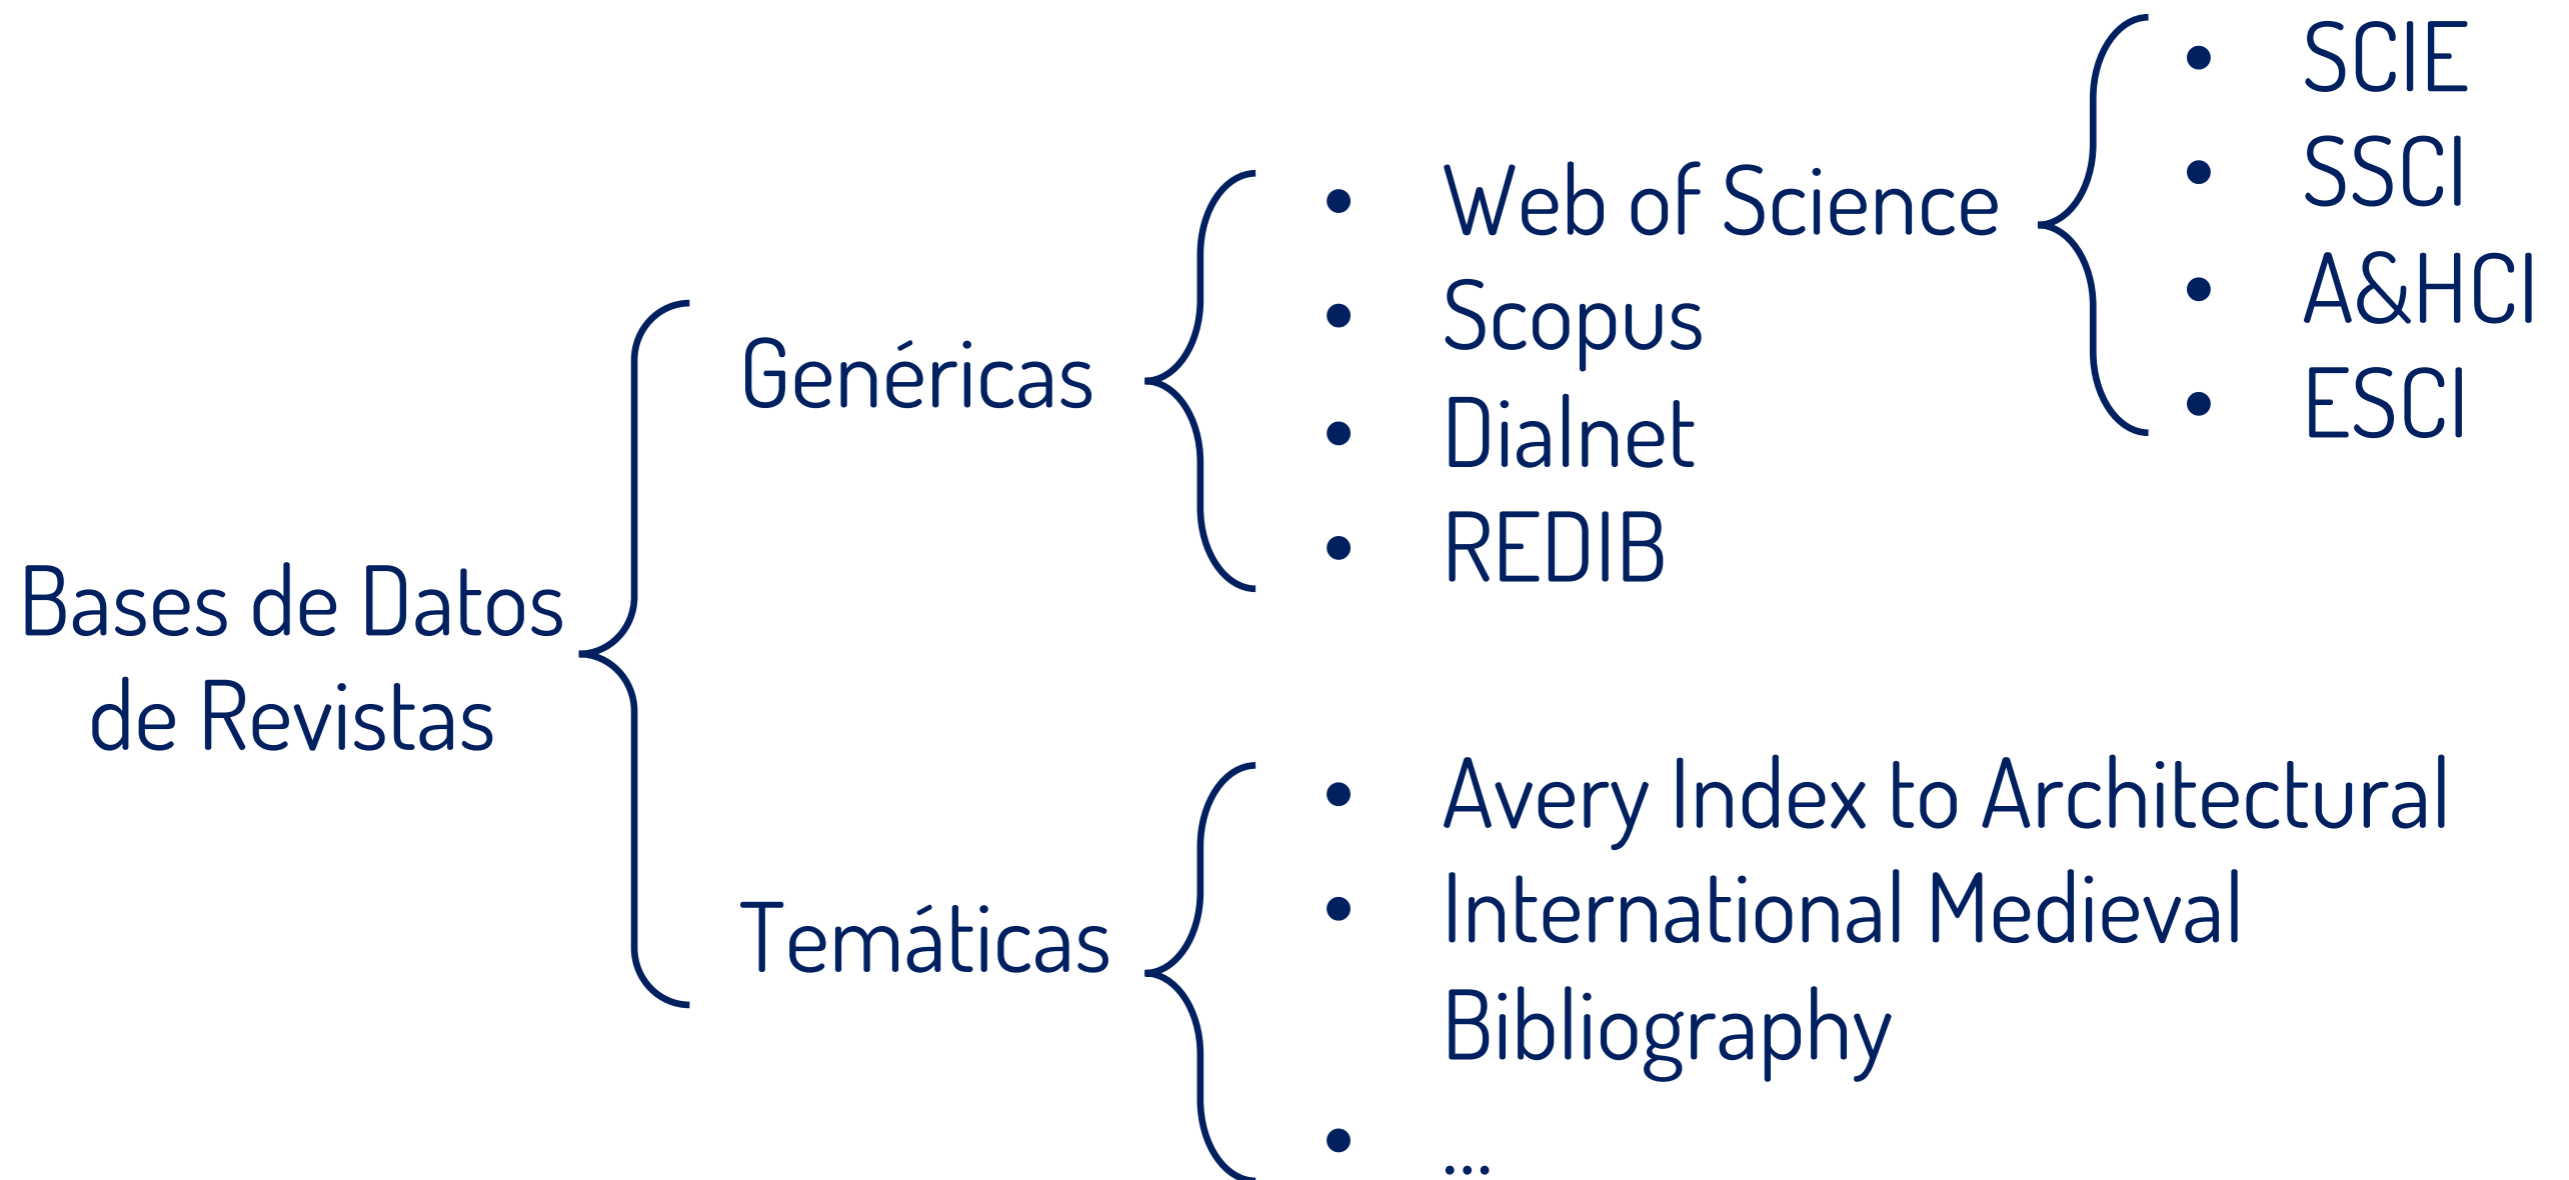 Bases de Datos
de Revistas
Genéricas
• Web of Science
• Scopus
• Dialnet
• REDIB
• SCIE
• SSCI
• A&HCI
• ESCI
Temáticas
• Avery Index to Architectural
• International Medieval
Bibliography
• ...